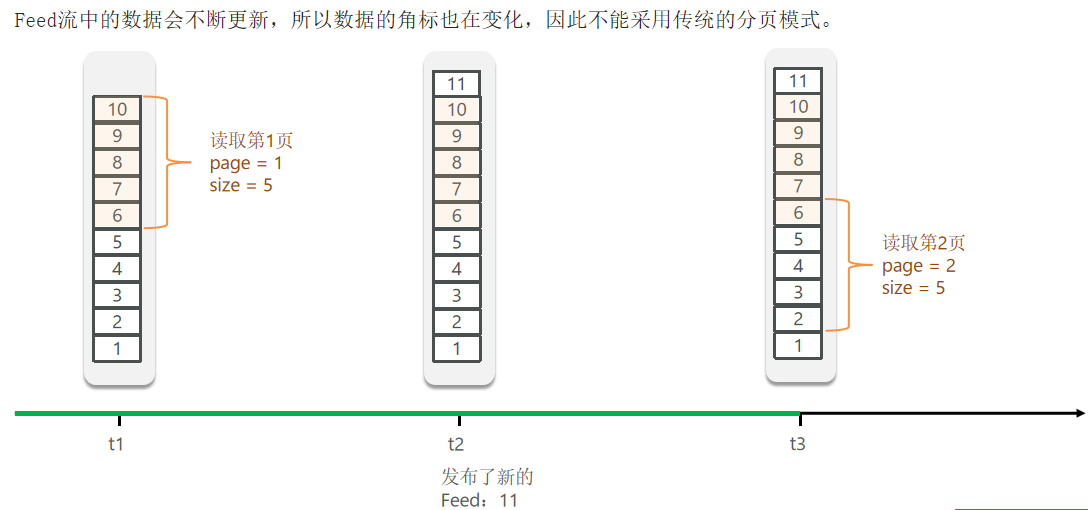 Feed流中的数据会不断更新，所以数据的角标也在变化，因此不能采用传统的分页模式。
10
9
8
7
6
5
4
3
2
1
读取第1页
page = 1
size = 5
11
10
9
8
7
6
5
4
3
2
1
11
10
9
8
7
6
5
4
3
2
1
读取第2页
page = 2
size = 5
t1
t2
t3
发布了新的
Feed：11